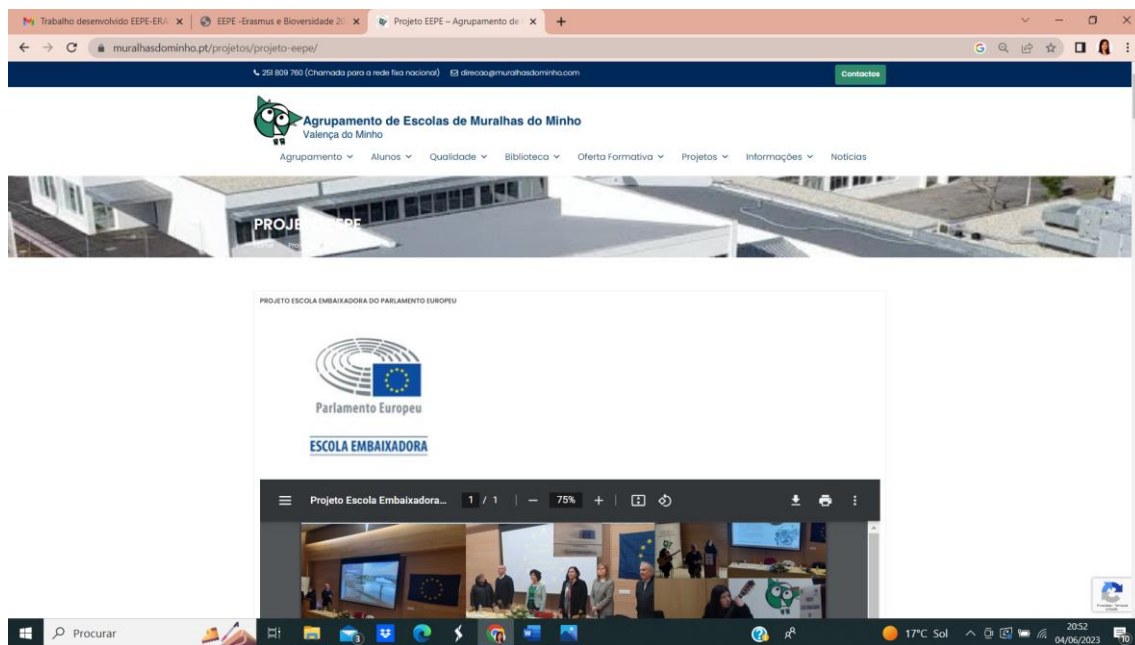 Trabalho desenvolvido EEPE-ERA
EEPE -Erasmus e Bioversidade 20
Projeto EEPE – Agrupamento de
muralhasdominho.pt/projetos/projeto-eepe/
251 809 760 (Chamada para a rede fixa nacional) direcao@muralhasdominho.com
Contactos
Agrupamento de Escolas de Muralhas do Minho
Valença do Minho
Agrupamento Alunos Qualidade Biblioteca Oferta Formativa Projetos Informações Notícias
PROJETO EEPE
Home
PROJETO ESCOLA EMBAIXADORA DO PARLAMENTO EUROPEU
Parlamento Europeu
ESCOLA EMBAIXADORA
Projeto Escola Embaixadora... 1 / 1 75%
Procurar
17°C Sol
20:52
04/06/2023